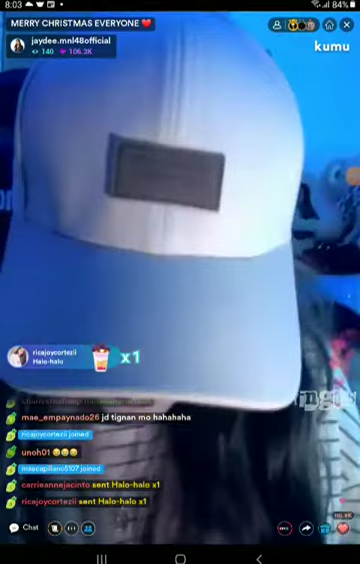 8:03
84%
MERRY CHRISTMAS EVERYONE ❤️
jaydee.mnl48official
140 106.3K
kumu
ricajoycortezii
Halo-halo
x1
mae_empaynado26 jd tignan mo hahahaha
ricajoycortezii joined
unoh01 😂😂😂
maecapillano5107 joined
carrieannejacinto sent Halo-halo x1
ricajoycortezii sent Halo-halo x1
Chat